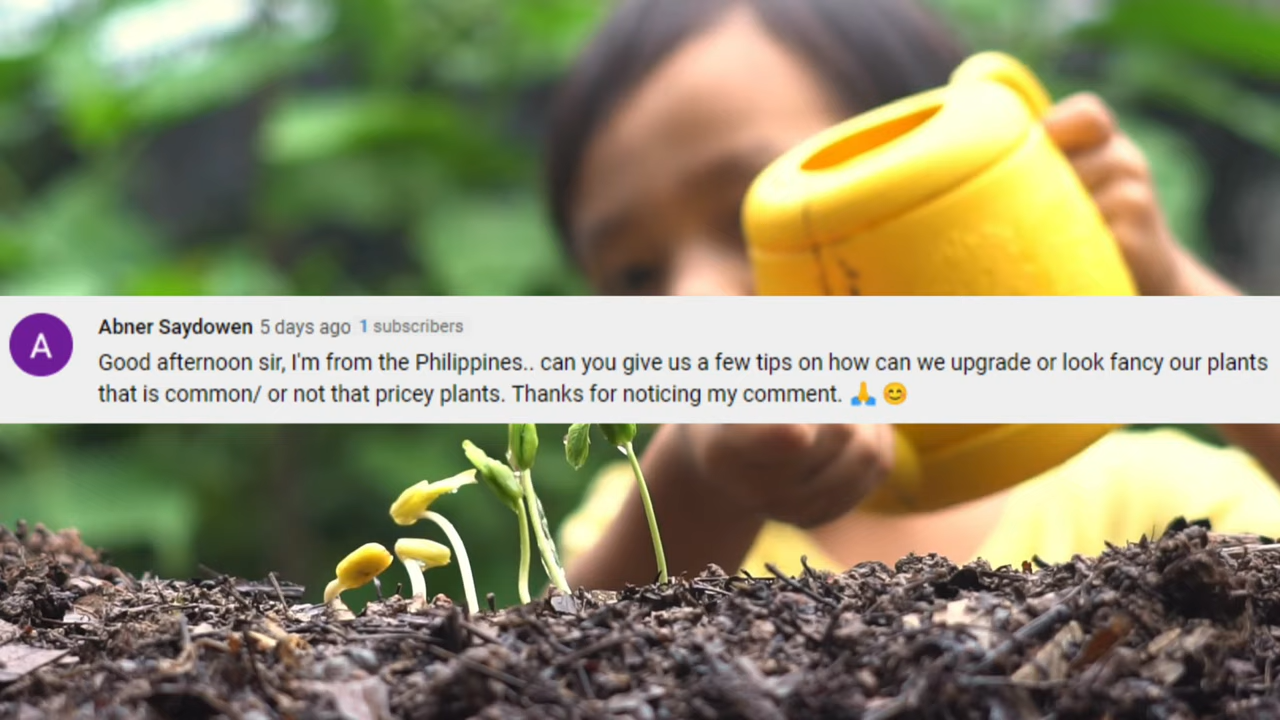 A
Abner Saydowen 5 days ago 1 subscribers
Good afternoon sir, I'm from the Philippines.. can you give us a few tips on how can we upgrade or look fancy our plants
that is common/ or not that pricey plants. Thanks for noticing my comment. 🙏 😊